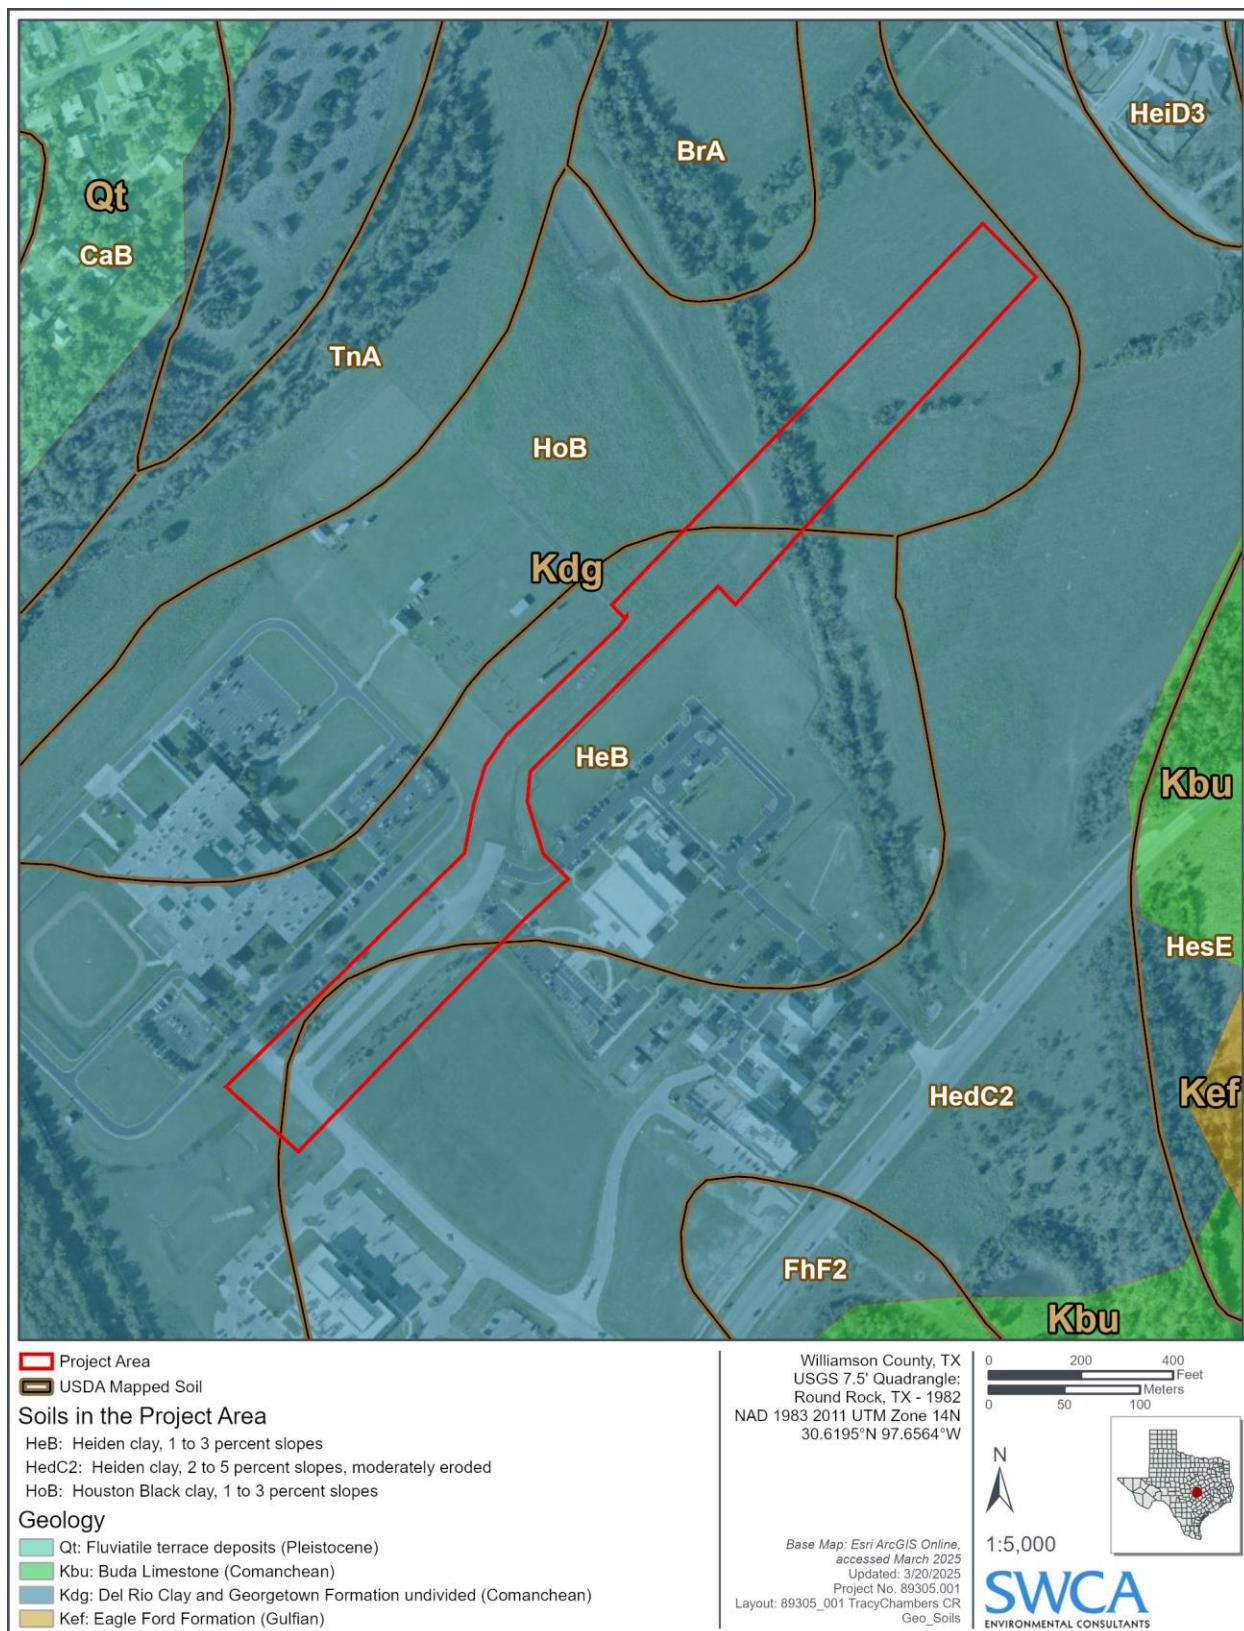 HeiD3
BrA
Qt
CaB
TnA
HoB
Kdg
HeB
Kbu
HesE
Kef
HedC2
FhF2
Kbu
Project Area
USDA Mapped Soil
Soils in the Project Area
HeB: Heiden clay, 1 to 3 percent slopes
HedC2: Heiden clay, 2 to 5 percent slopes, moderately eroded
HoB: Houston Black clay, 1 to 3 percent slopes
Geology
Qt: Fluviatile terrace deposits (Pleistocene)
Kbu: Buda Limestone (Comanchean)
Kdg: Del Rio Clay and Georgetown Formation undivided (Comanchean)
Kef: Eagle Ford Formation (Gulfian)
Williamson County, TX
USGS 7.5' Quadrangle:
Round Rock, TX - 1982
NAD 1983 2011 UTM Zone 14N
30.6195°N 97.6564°W
Base Map: Esri ArcGIS Online,
accessed March 2025
Updated: 3/20/2025
Project No. 89305.001
Layout: 89305_001 TracyChambers CR
Geo_Soils
0 200 400
Feet
Meters
0 50 100
N
1:5,000
SWCA
ENVIRONMENTAL CONSULTANTS